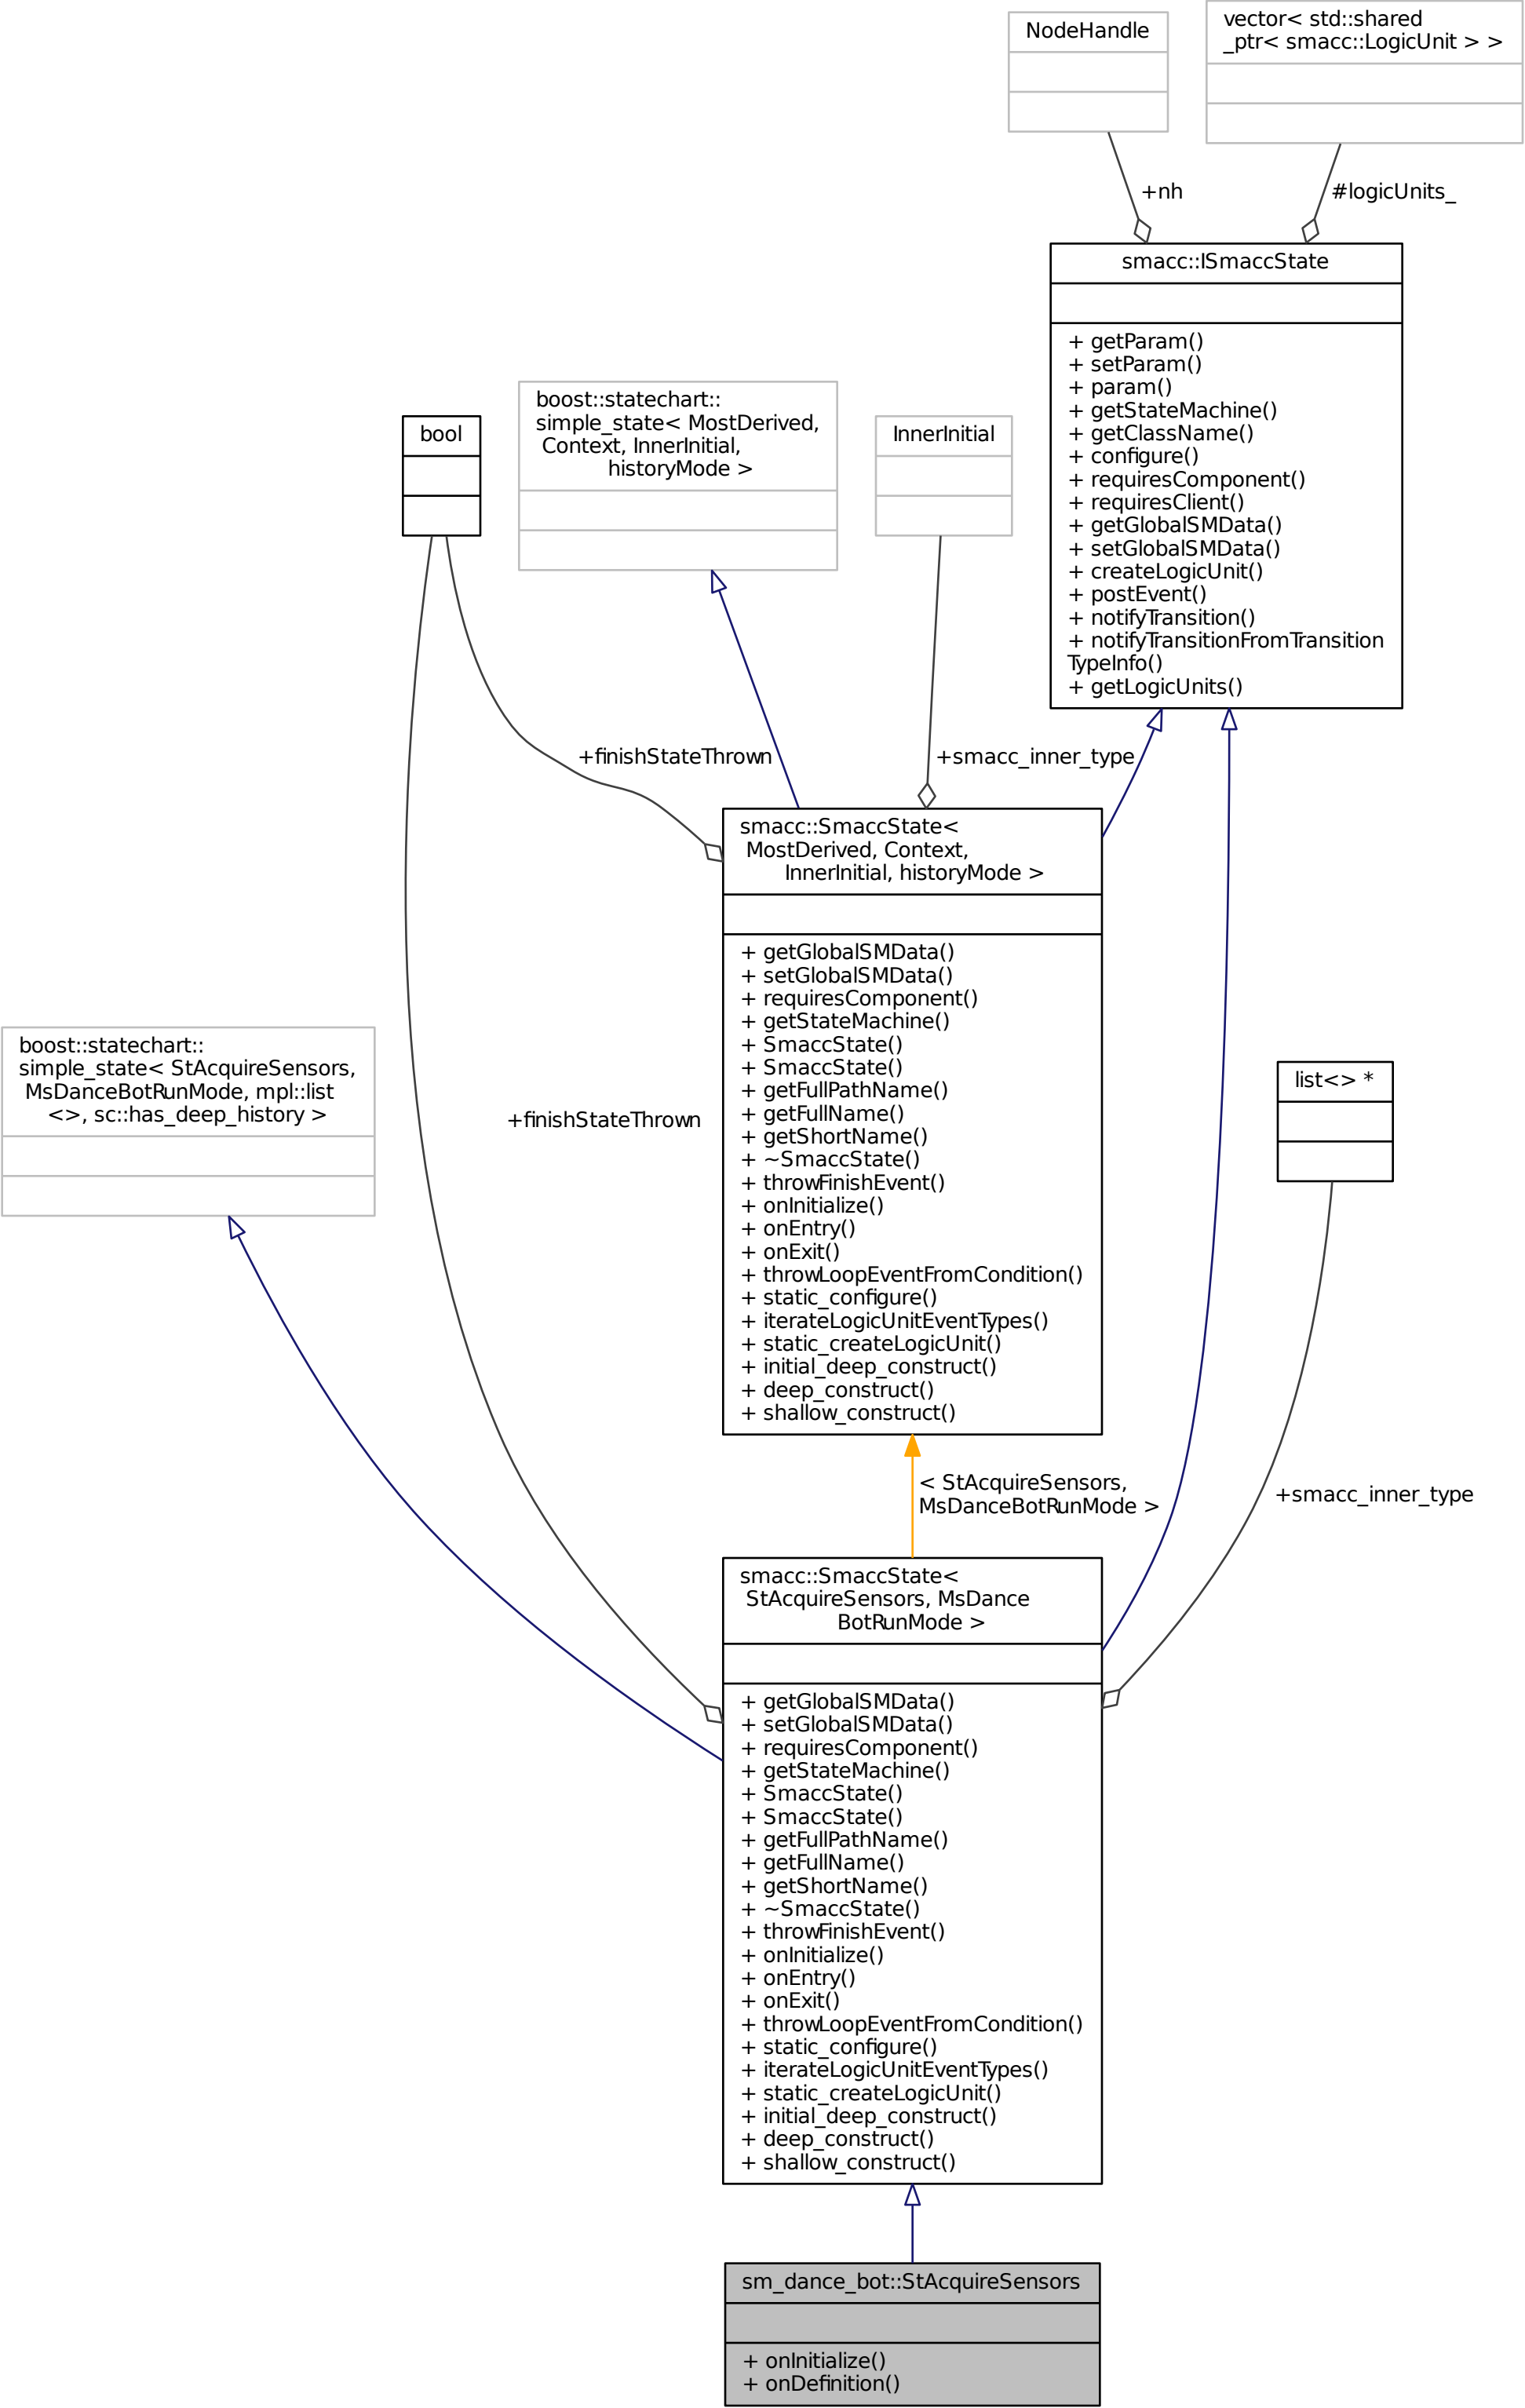 NodeHandle
vector< std::shared
_ptr< smacc::LogicUnit > >
+nh
#logicUnits_
smacc::ISmaccState
+ getParam()
+ setParam()
+ param()
+ getStateMachine()
+ getClassName()
+ configure()
+ requiresComponent()
+ requiresClient()
+ getGlobalSMData()
+ setGlobalSMData()
+ createLogicUnit()
+ postEvent()
+ notifyTransition()
+ notifyTransitionFromTransition
TypeInfo()
+ getLogicUnits()
bool
boost::statechart::
simple_state< MostDerived,
Context, InnerInitial,
historyMode >
InnerInitial
+finishStateThrown
+smacc_inner_type
smacc::SmaccState<
MostDerived, Context,
InnerInitial, historyMode >
+ getGlobalSMData()
+ setGlobalSMData()
+ requiresComponent()
+ getStateMachine()
+ SmaccState()
+ SmaccState()
+ getFullPathName()
+ getFullName()
+ getShortName()
+ ~SmaccState()
+ throwFinishEvent()
+ onInitialize()
+ onEntry()
+ onExit()
+ throwLoopEventFromCondition()
+ static_configure()
+ iterateLogicUnitEventTypes()
+ static_createLogicUnit()
+ initial_deep_construct()
+ deep_construct()
+ shallow_construct()
boost::statechart::
simple_state< StAcquireSensors,
MsDanceBotRunMode, mpl::list
<>, sc::has_deep_history >
+finishStateThrown
list<> *
< StAcquireSensors,
MsDanceBotRunMode >
+smacc_inner_type
smacc::SmaccState<
StAcquireSensors, MsDance
BotRunMode >
+ getGlobalSMData()
+ setGlobalSMData()
+ requiresComponent()
+ getStateMachine()
+ SmaccState()
+ SmaccState()
+ getFullPathName()
+ getFullName()
+ getShortName()
+ ~SmaccState()
+ throwFinishEvent()
+ onInitialize()
+ onEntry()
+ onExit()
+ throwLoopEventFromCondition()
+ static_configure()
+ iterateLogicUnitEventTypes()
+ static_createLogicUnit()
+ initial_deep_construct()
+ deep_construct()
+ shallow_construct()
sm_dance_bot::StAcquireSensors
+ onInitialize()
+ onDefinition()